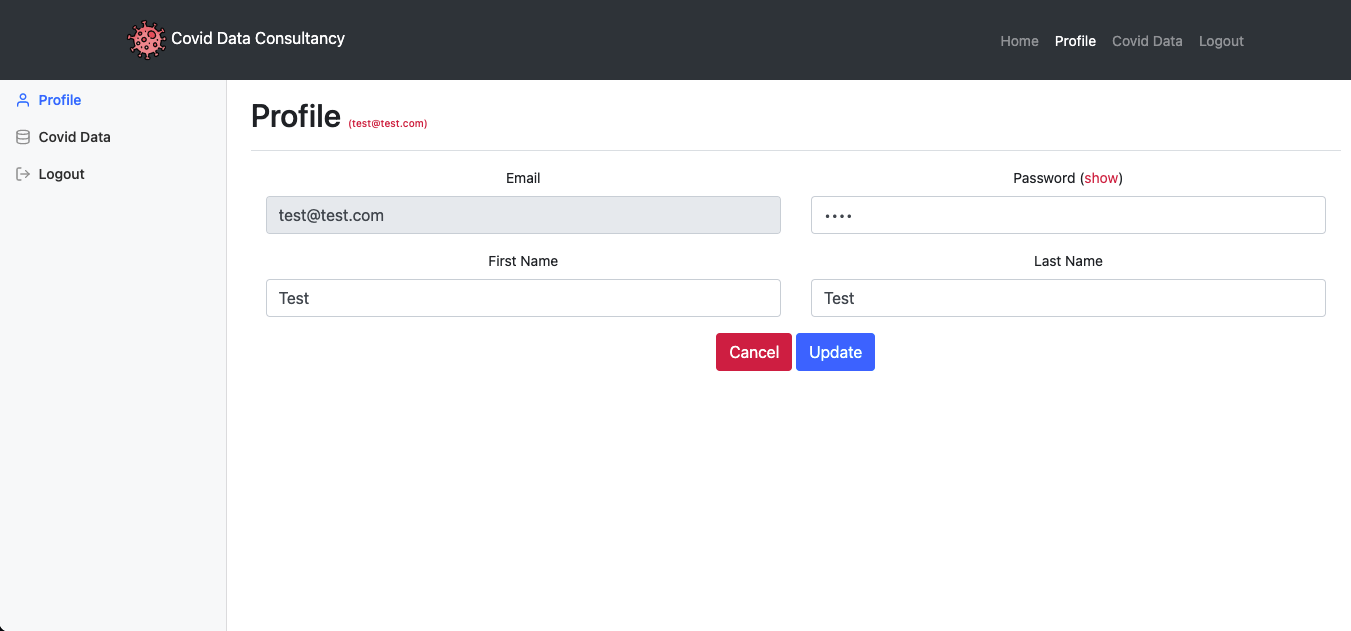 Covid Data Consultancy
Home Profile Covid Data Logout
Profile
Covid Data
Logout
Profile (test@test.com)
Email
Password (show)
test@test.com
••••
First Name
Last Name
Test
Test
Cancel Update